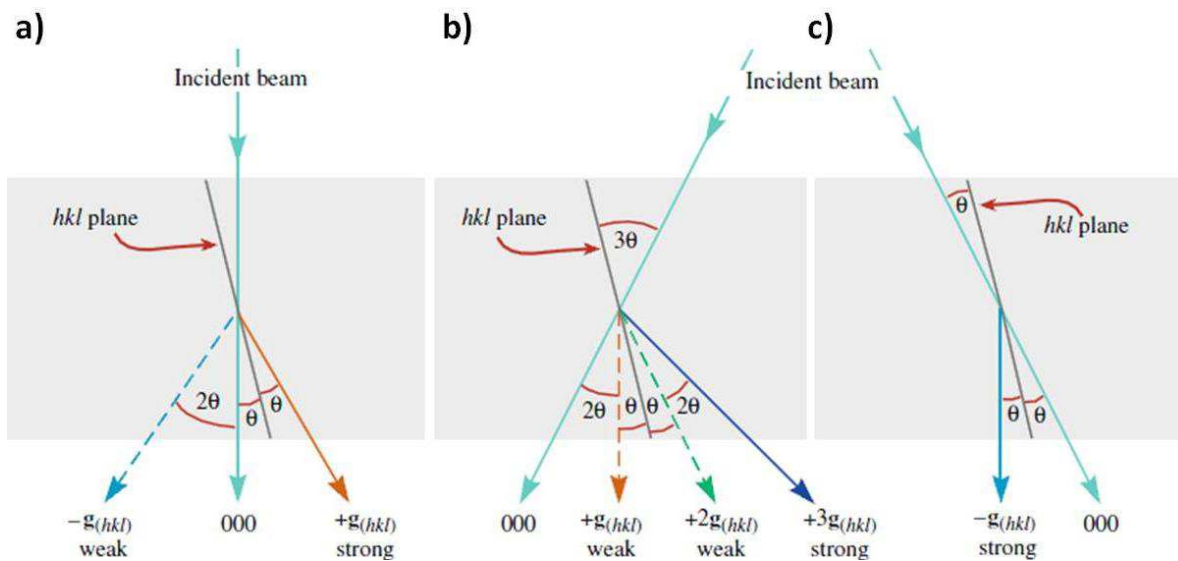 a)
Incident beam
hkl plane
2θ
θ
θ
−g(hkl)
weak
000
+g(hkl)
strong
b)
Incident beam
hkl plane
3θ
2θ
θ
θ
2θ
000
+g(hkl)
weak
+2g(hkl)
weak
+3g(hkl)
strong
c)
θ
hkl plane
θ
θ
−g(hkl)
strong
000